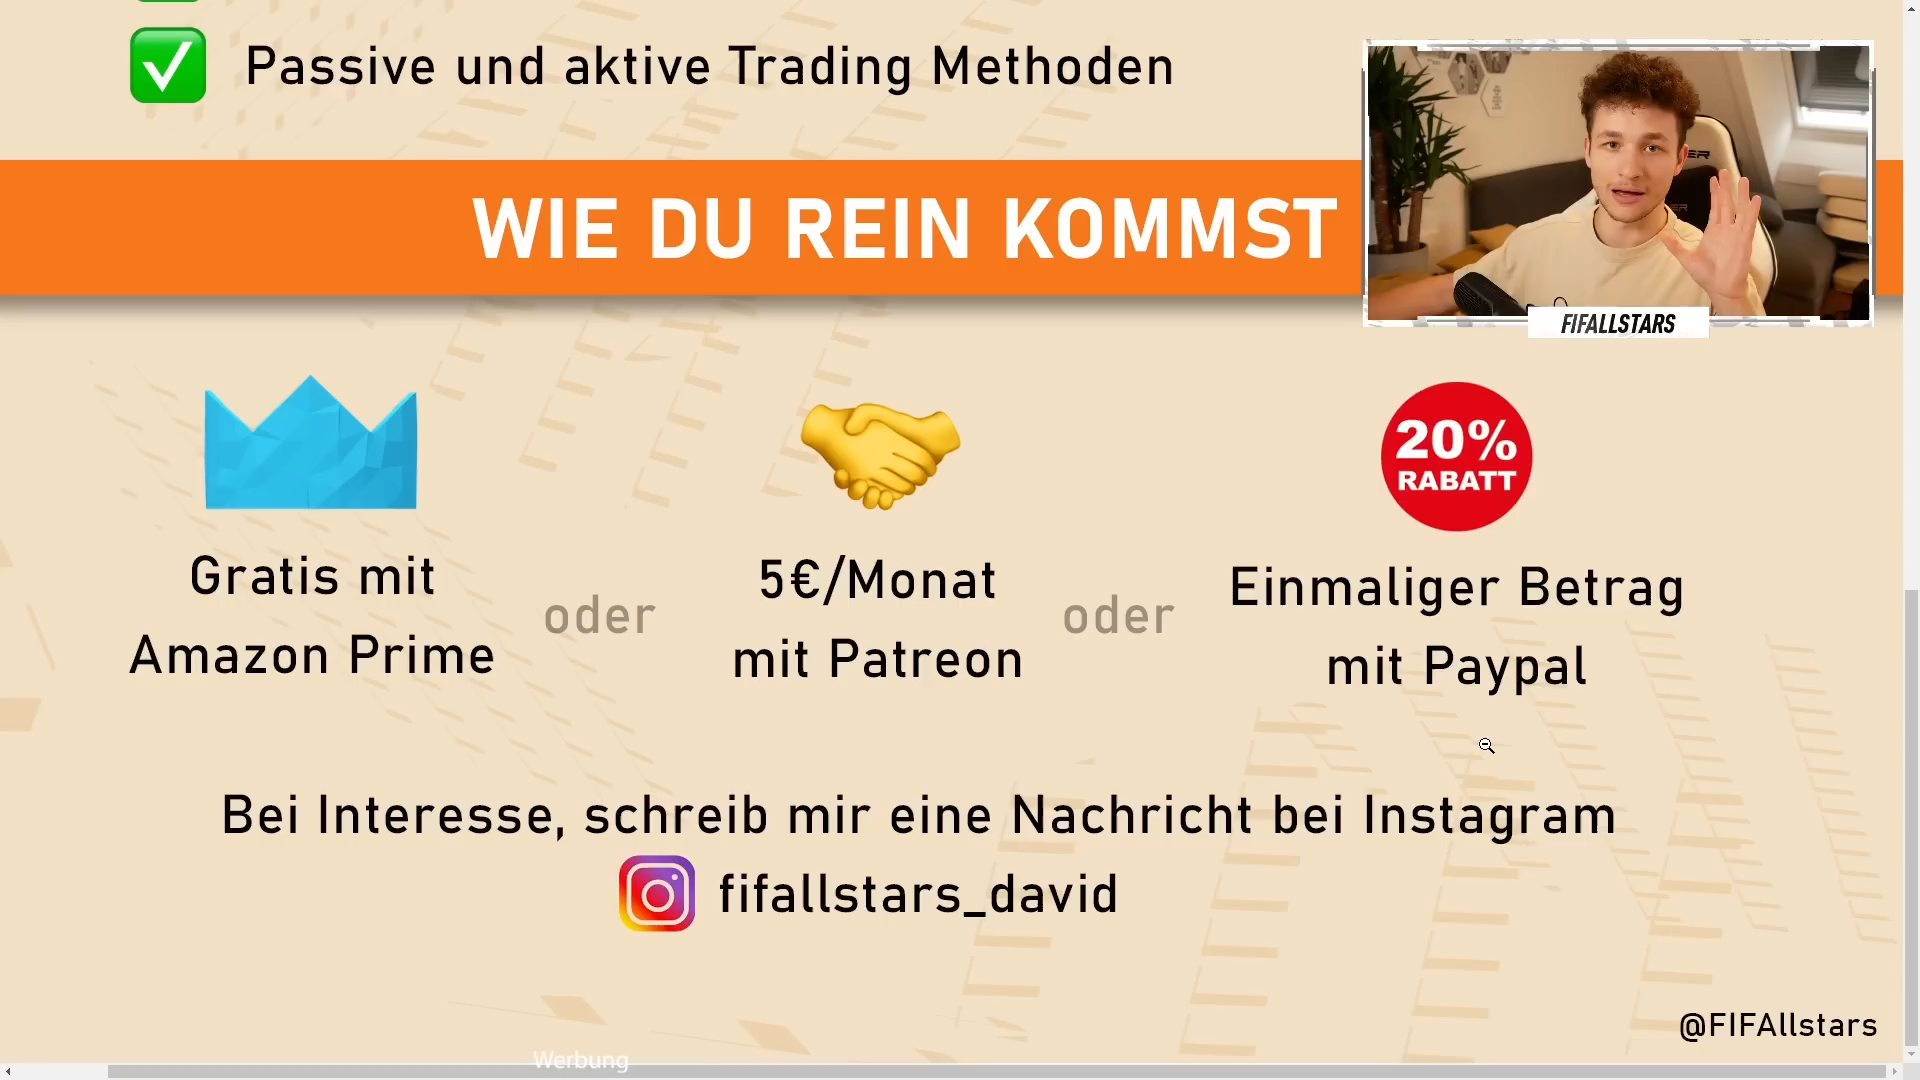 Passive und aktive Trading Methoden
WIE DU REIN KOMMST
FIFALLSTARS
20%
RABATT
Gratis mit
Amazon Prime
oder
5€/Monat
mit Patreon
oder
Einmaliger Betrag
mit Paypal
Bei Interesse, schreib mir eine Nachricht bei Instagram
fifallstars_david
@FIFAllstars
Werbung